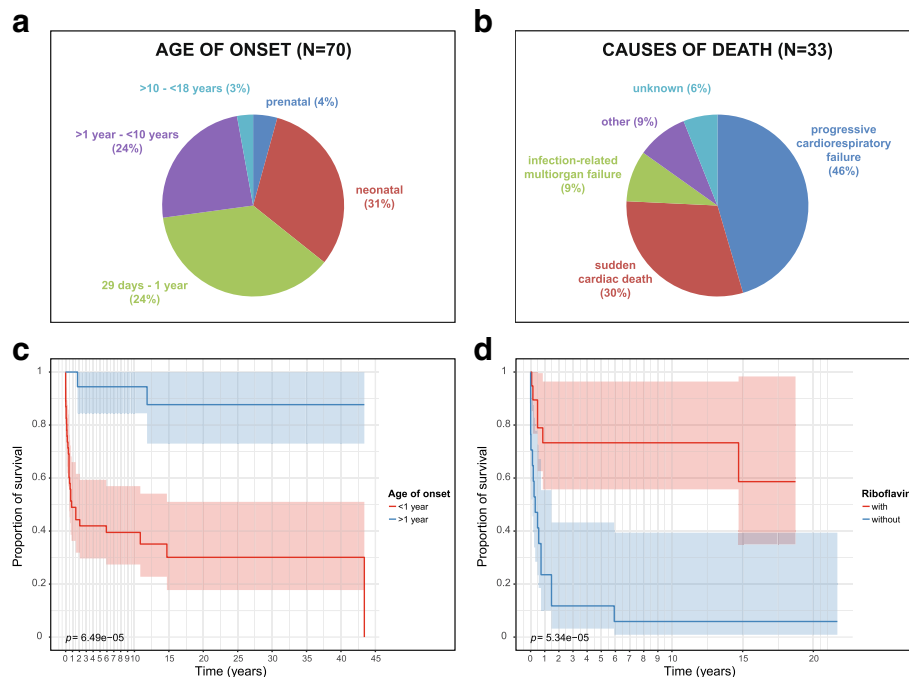 a
AGE OF ONSET (N=70)
>10 - <18 years (3%)
prenatal (4%)
>1 year - <10 years
(24%)
neonatal
(31%)
29 days - 1 year
(24%)
b
CAUSES OF DEATH (N=33)
unknown (6%)
other (9%)
progressive
cardiorespiratory
failure
(46%)
infection-related
multiorgan failure
(9%)
sudden
cardiac death
(30%)
c
Proportion of survival
1
0.8
0.6
0.4
0.2
0
p= 6.49e−05
0 1 2 3 4 5 6 7 8 9 10 15 20 25 30 35 40 45
Time (years)
Age of onset
<1 year
>1 year
d
Proportion of survival
1
0.8
0.6
0.4
0.2
0
p= 5.34e−05
0 1 2 3 4 5 6 7 8 9 10 15 20
Time (years)
Riboflavin
with
without